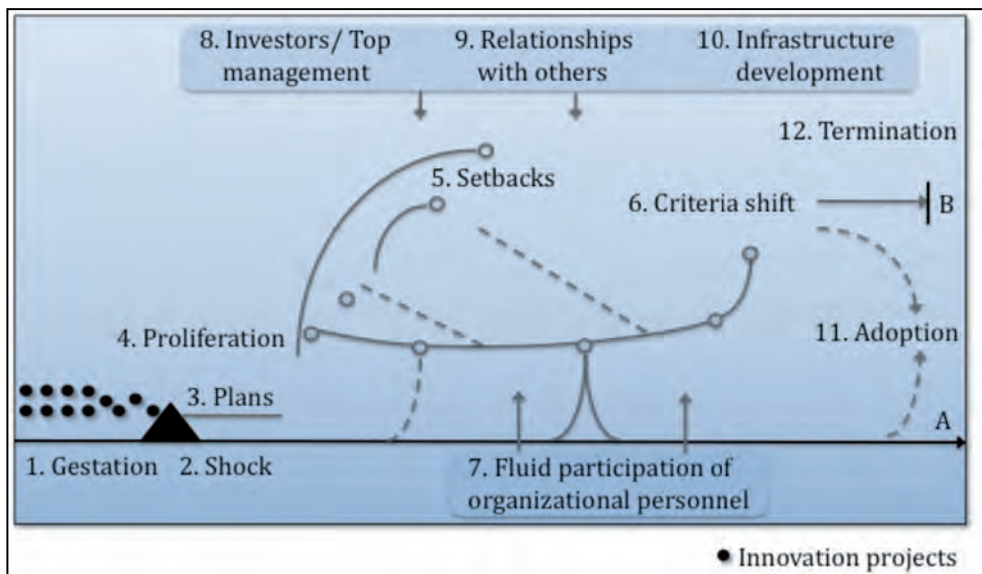 8. Investors/ Top
management
9. Relationships
with others
10. Infrastructure
development
12. Termination
5. Setbacks
6. Criteria shift
B
4. Proliferation
11. Adoption
3. Plans
A
1. Gestation
2. Shock
7. Fluid participation of
organizational personnel
Innovation projects